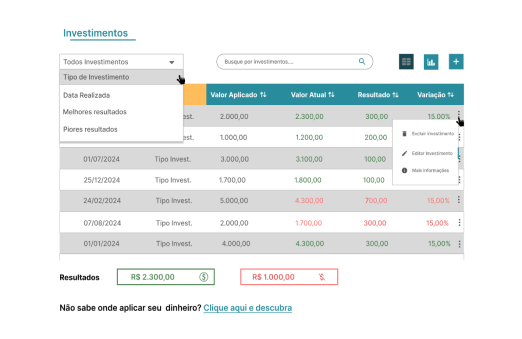 Investimentos
Todos Investimentos
Busque por investimentos...
Tipo de Investimento
Data Realizada
Melhores resultados
Piores resultados
Valor Aplicado Valor Atual Resultado Variação
est. 2.000,00 2.300,00 300,00 15,00%
est. 1.000,00 1.200,00 200,00
Excluir Investimento
Editar Investimento
Mais informações
01/07/2024 Tipo Invest. 3.000,00 3.100,00 100,00
25/12/2024 Tipo Invest. 1.700,00 1.800,00 100,00
24/02/2024 Tipo Invest. 5.000,00 4.300,00 700,00 15,00%
07/08/2024 Tipo Invest. 2.000,00 1.700,00 300,00 15,00%
01/01/2024 Tipo Invest. 4.000,00 4.300,00 300,00 15,00%
Resultados R$ 2.300,00 R$ 1.000,00
Não sabe onde aplicar seu dinheiro? Clique aqui e descubra